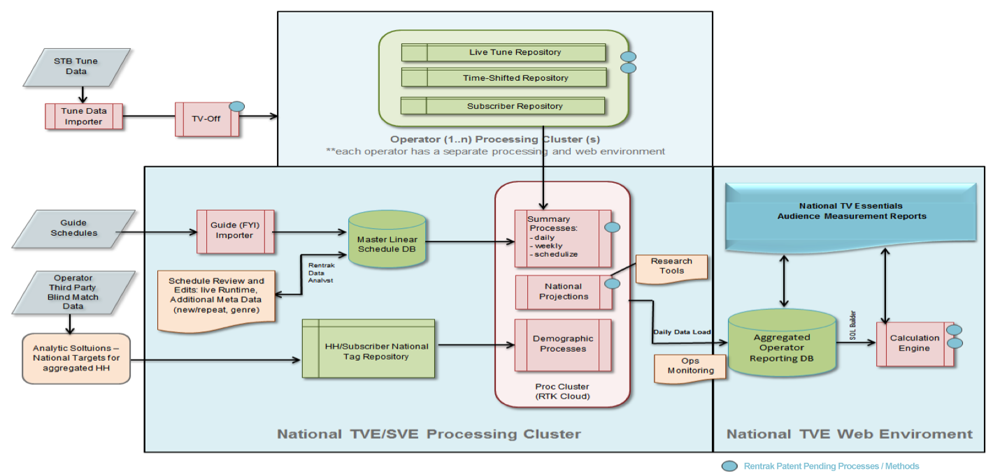 STB Tune
Data
Tune Data
Importer
TV-Off
Live Tune Repository
Time-Shifted Repository
Subscriber Repository
Operator (1..n) Processing Cluster (s)
**each operator has a separate processing and web environment
Guide
Schedules
Guide (FYI)
Importer
Master Linear
Schedule DB
Rentrak
Data
Analyst
Schedule Review and
Edits: live Runtime,
Additional Meta Data
(new/repeat, genre)
Operator
Third Party
Blind Match
Data
Analytic Soltuions –
National Targets for
aggregated HH
HH/Subscriber National
Tag Repository
Summary
Processes:
- daily
- weekly
- schedulize
National
Projections
Demographic
Processes
Proc Cluster
(RTK Cloud)
Research
Tools
Daily Data Load
Ops
Monitoring
National TV Essentials
Audience Measurement Reports
Aggregated
Operator
Reporting DB
SQL Builder
Calculation
Engine
National TVE/SVE Processing Cluster
National TVE Web Enviroment
Rentrak Patent Pending Processes / Methods